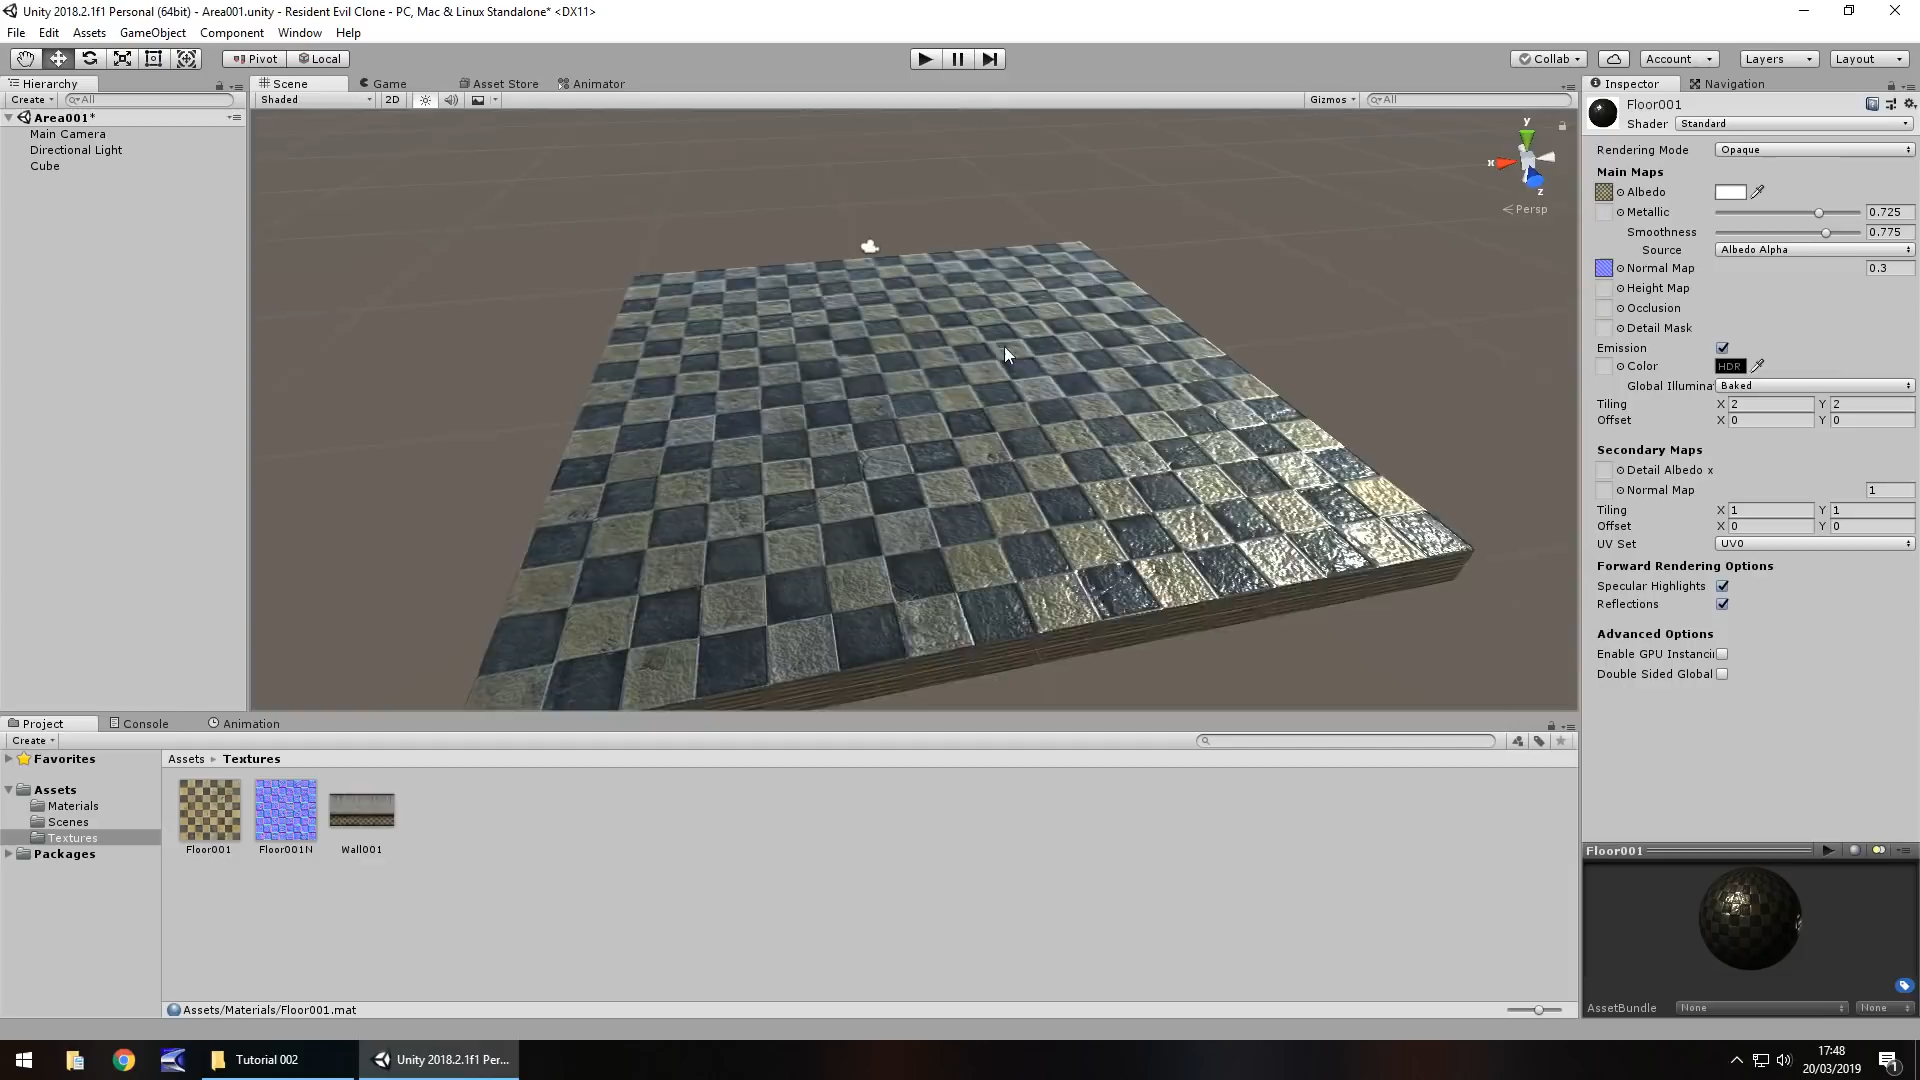 Unity 2018.2.1f1 Personal (64bit) - Area001.unity - Resident Evil Clone - PC, Mac & Linux Standalone* <DX11>
File Edit Assets GameObject Component Window Help
Pivot Local Collab Account Layers Layout
Hierarchy
Create All
Area001*
Main Camera
Directional Light
Cube
Scene Game Asset Store Animator
Shaded 2D Gizmos All
y
x
z
Persp
Inspector Navigation
Floor001
Shader Standard
Rendering Mode Opaque
Main Maps
Albedo
Metallic 0.725
Smoothness 0.775
Source Albedo Alpha
Normal Map 0.3
Height Map
Occlusion
Detail Mask
Emission
Color HDR
Global Illumina Baked
Tiling X 2 Y 2
Offset X 0 Y 0
Secondary Maps
Detail Albedo x
Normal Map 1
Tiling X 1 Y 1
Offset X 0 Y 0
UV Set UV0
Forward Rendering Options
Specular Highlights
Reflections
Advanced Options
Enable GPU Instanci
Double Sided Global
Project Console Animation
Create
Favorites
Assets
Materials
Scenes
Textures
Packages
Assets Textures
Floor001 Floor001N Wall001
Assets/Materials/Floor001.mat
Floor001
AssetBundle None None
Tutorial 002
Unity 2018.2.1f1 Per...
17:48
20/03/2019
1